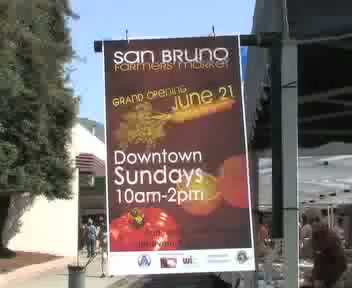 san Bruno
Farmers' market
Grand Opening
June 21
Downtown
Sundays
10am-2pm